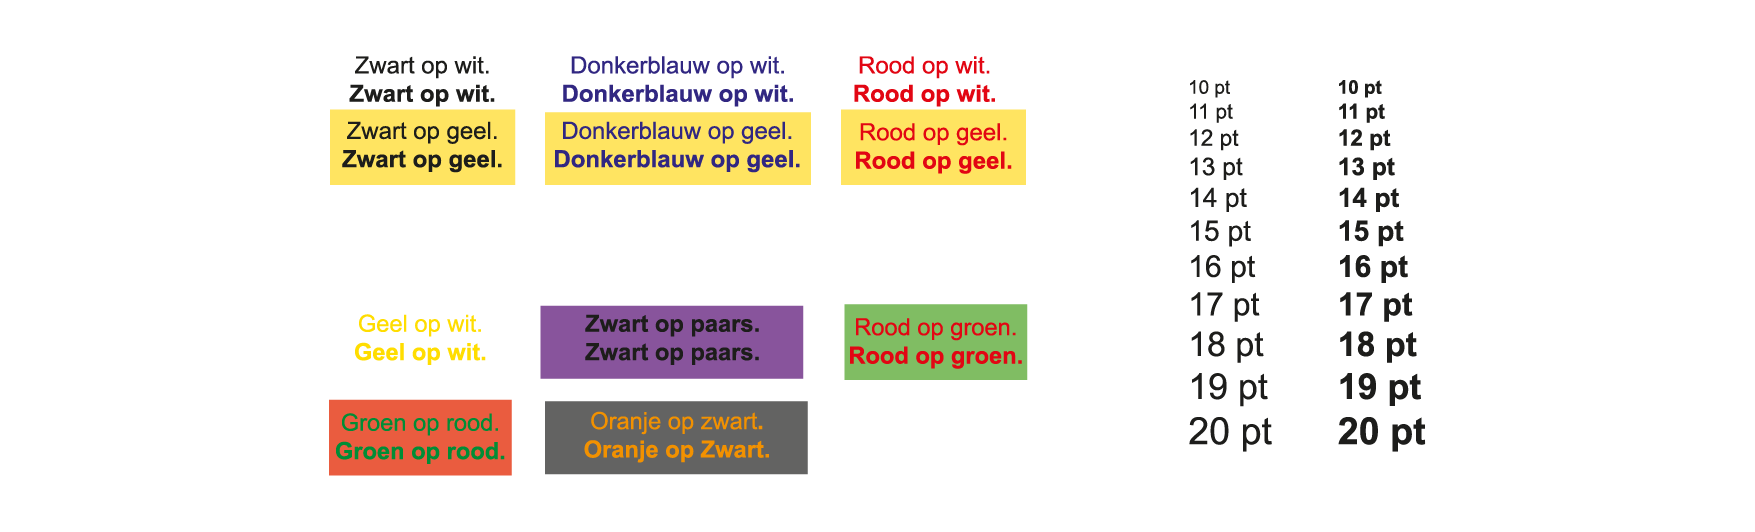 Zwart op wit.
Zwart op wit.
Zwart op geel.
Zwart op geel.
Donkerblauw op wit.
Donkerblauw op wit.
Donkerblauw op geel.
Donkerblauw op geel.
Rood op wit.
Rood op wit.
Rood op geel.
Rood op geel.
Geel op wit.
Geel op wit.
Zwart op paars.
Zwart op paars.
Rood op groen.
Rood op groen.
Groen op rood.
Groen op rood.
Oranje op zwart.
Oranje op Zwart.
10 pt 10 pt
11 pt 11 pt
12 pt 12 pt
13 pt 13 pt
14 pt 14 pt
15 pt 15 pt
16 pt 16 pt
17 pt 17 pt
18 pt 18 pt
19 pt 19 pt
20 pt 20 pt